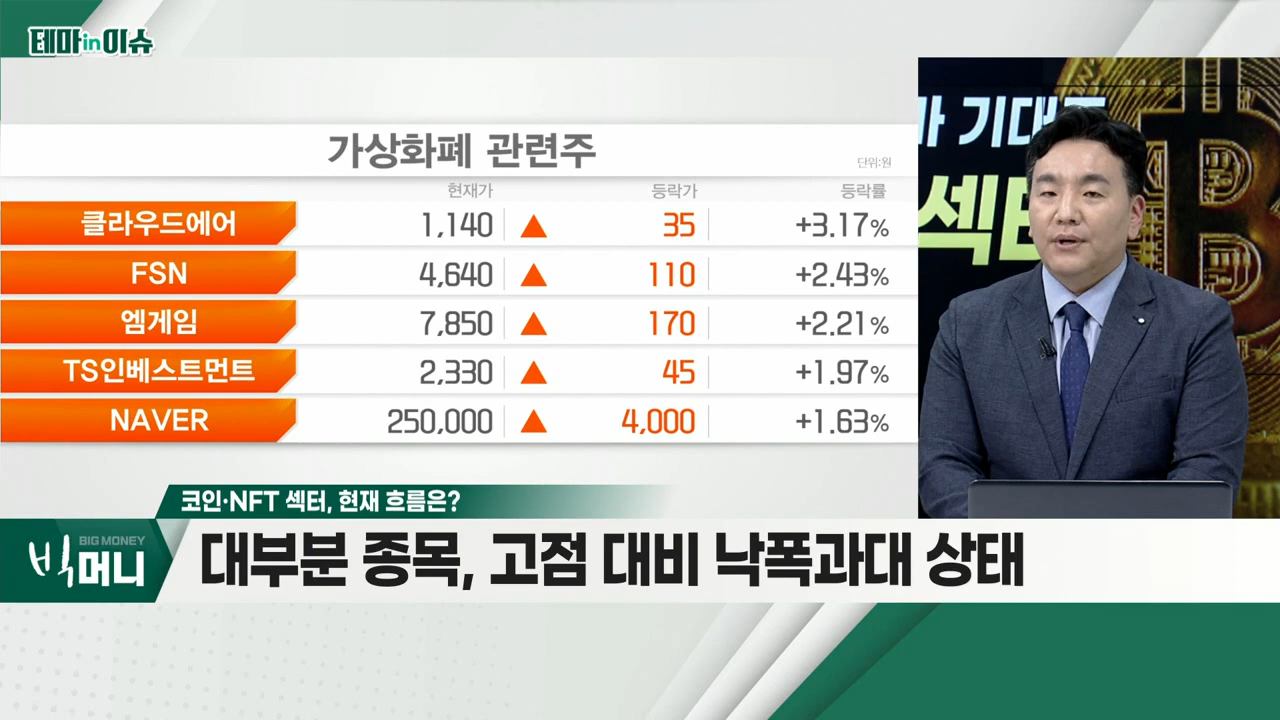 테마in이슈
가상화폐 관련주
단위:원
현재가 등락가 등락률
클라우드에어 1,140 ▲ 35 +3.17%
FSN 4,640 ▲ 110 +2.43%
엠게임 7,850 ▲ 170 +2.21%
TS인베스트먼트 2,330 ▲ 45 +1.97%
NAVER 250,000 ▲ 4,000 +1.63%
기대
섹터
코인·NFT 섹터, 현재 흐름은?
BIG MONEY
빅머니
대부분 종목, 고점 대비 낙폭과대 상태